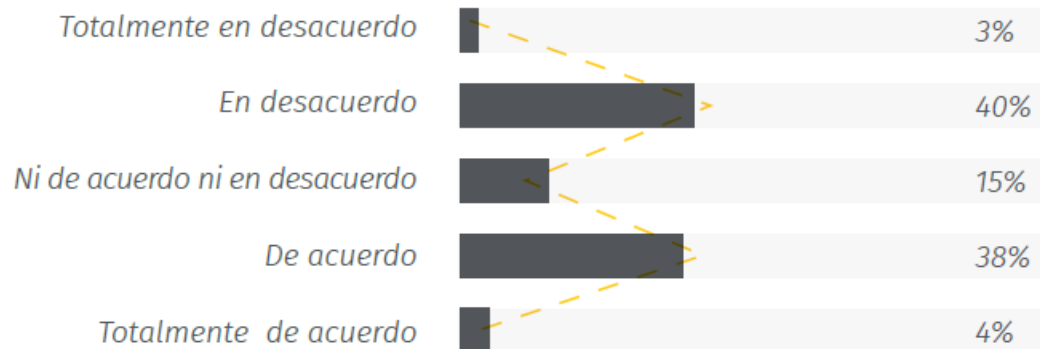 Totalmente en desacuerdo 3%
En desacuerdo 40%
Ni de acuerdo ni en desacuerdo 15%
De acuerdo 38%
Totalmente de acuerdo 4%